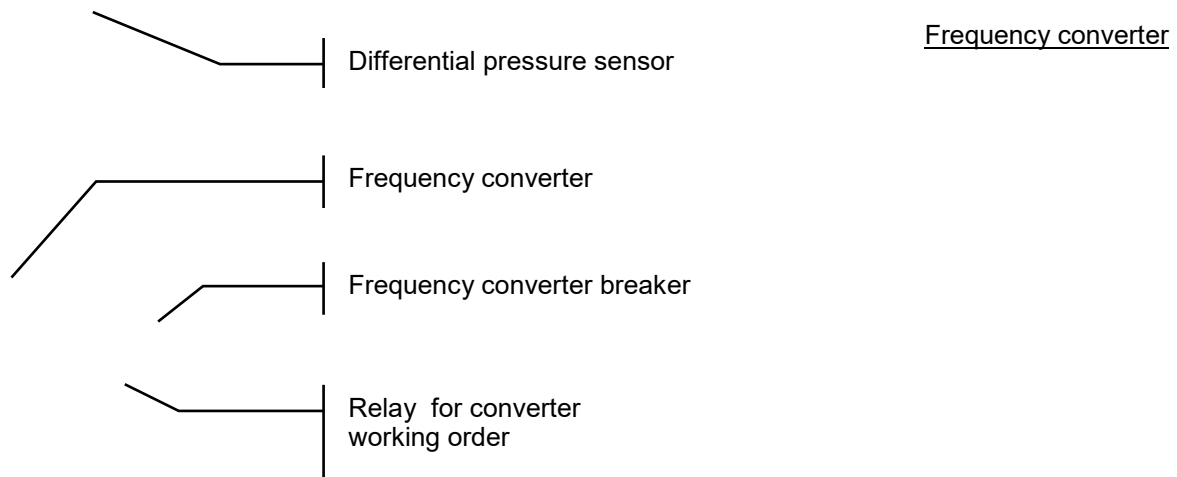 Frequency converter
Differential pressure sensor
Frequency converter
Frequency converter breaker
Relay  for converter
working order